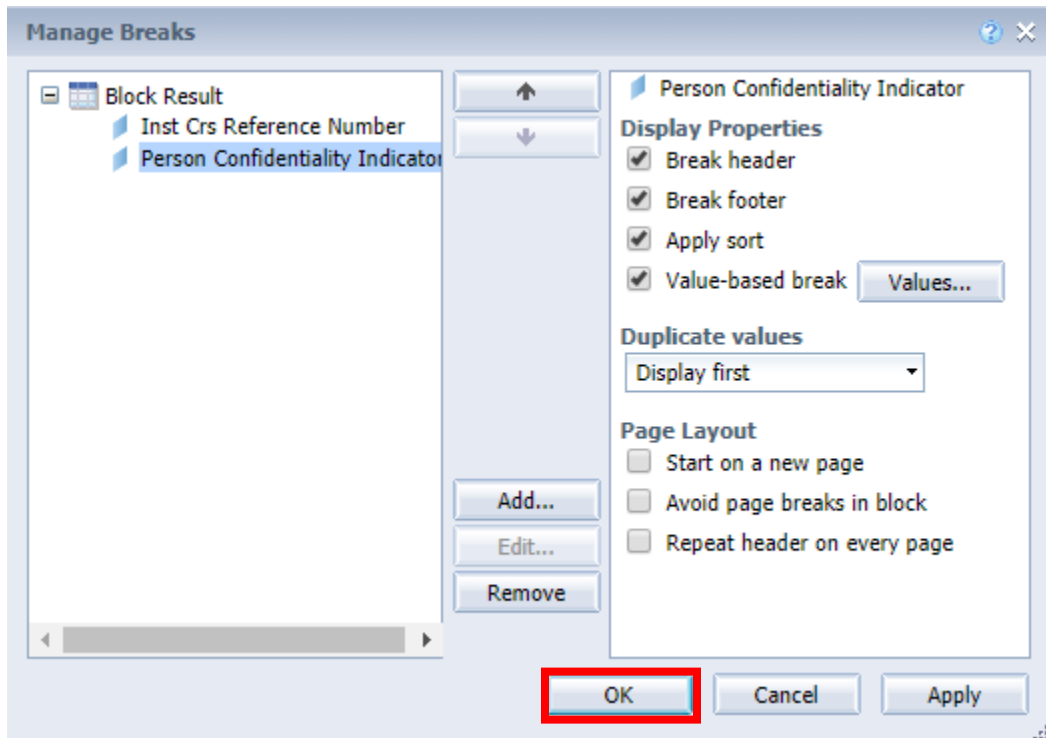 Manage Breaks
Block Result
Inst Crs Reference Number
Person Confidentiality Indicator
Add...
Edit...
Remove
Person Confidentiality Indicator
Display Properties
Break header
Break footer
Apply sort
Value-based break Values...
Duplicate values
Display first
Page Layout
Start on a new page
Avoid page breaks in block
Repeat header on every page
OK Cancel Apply